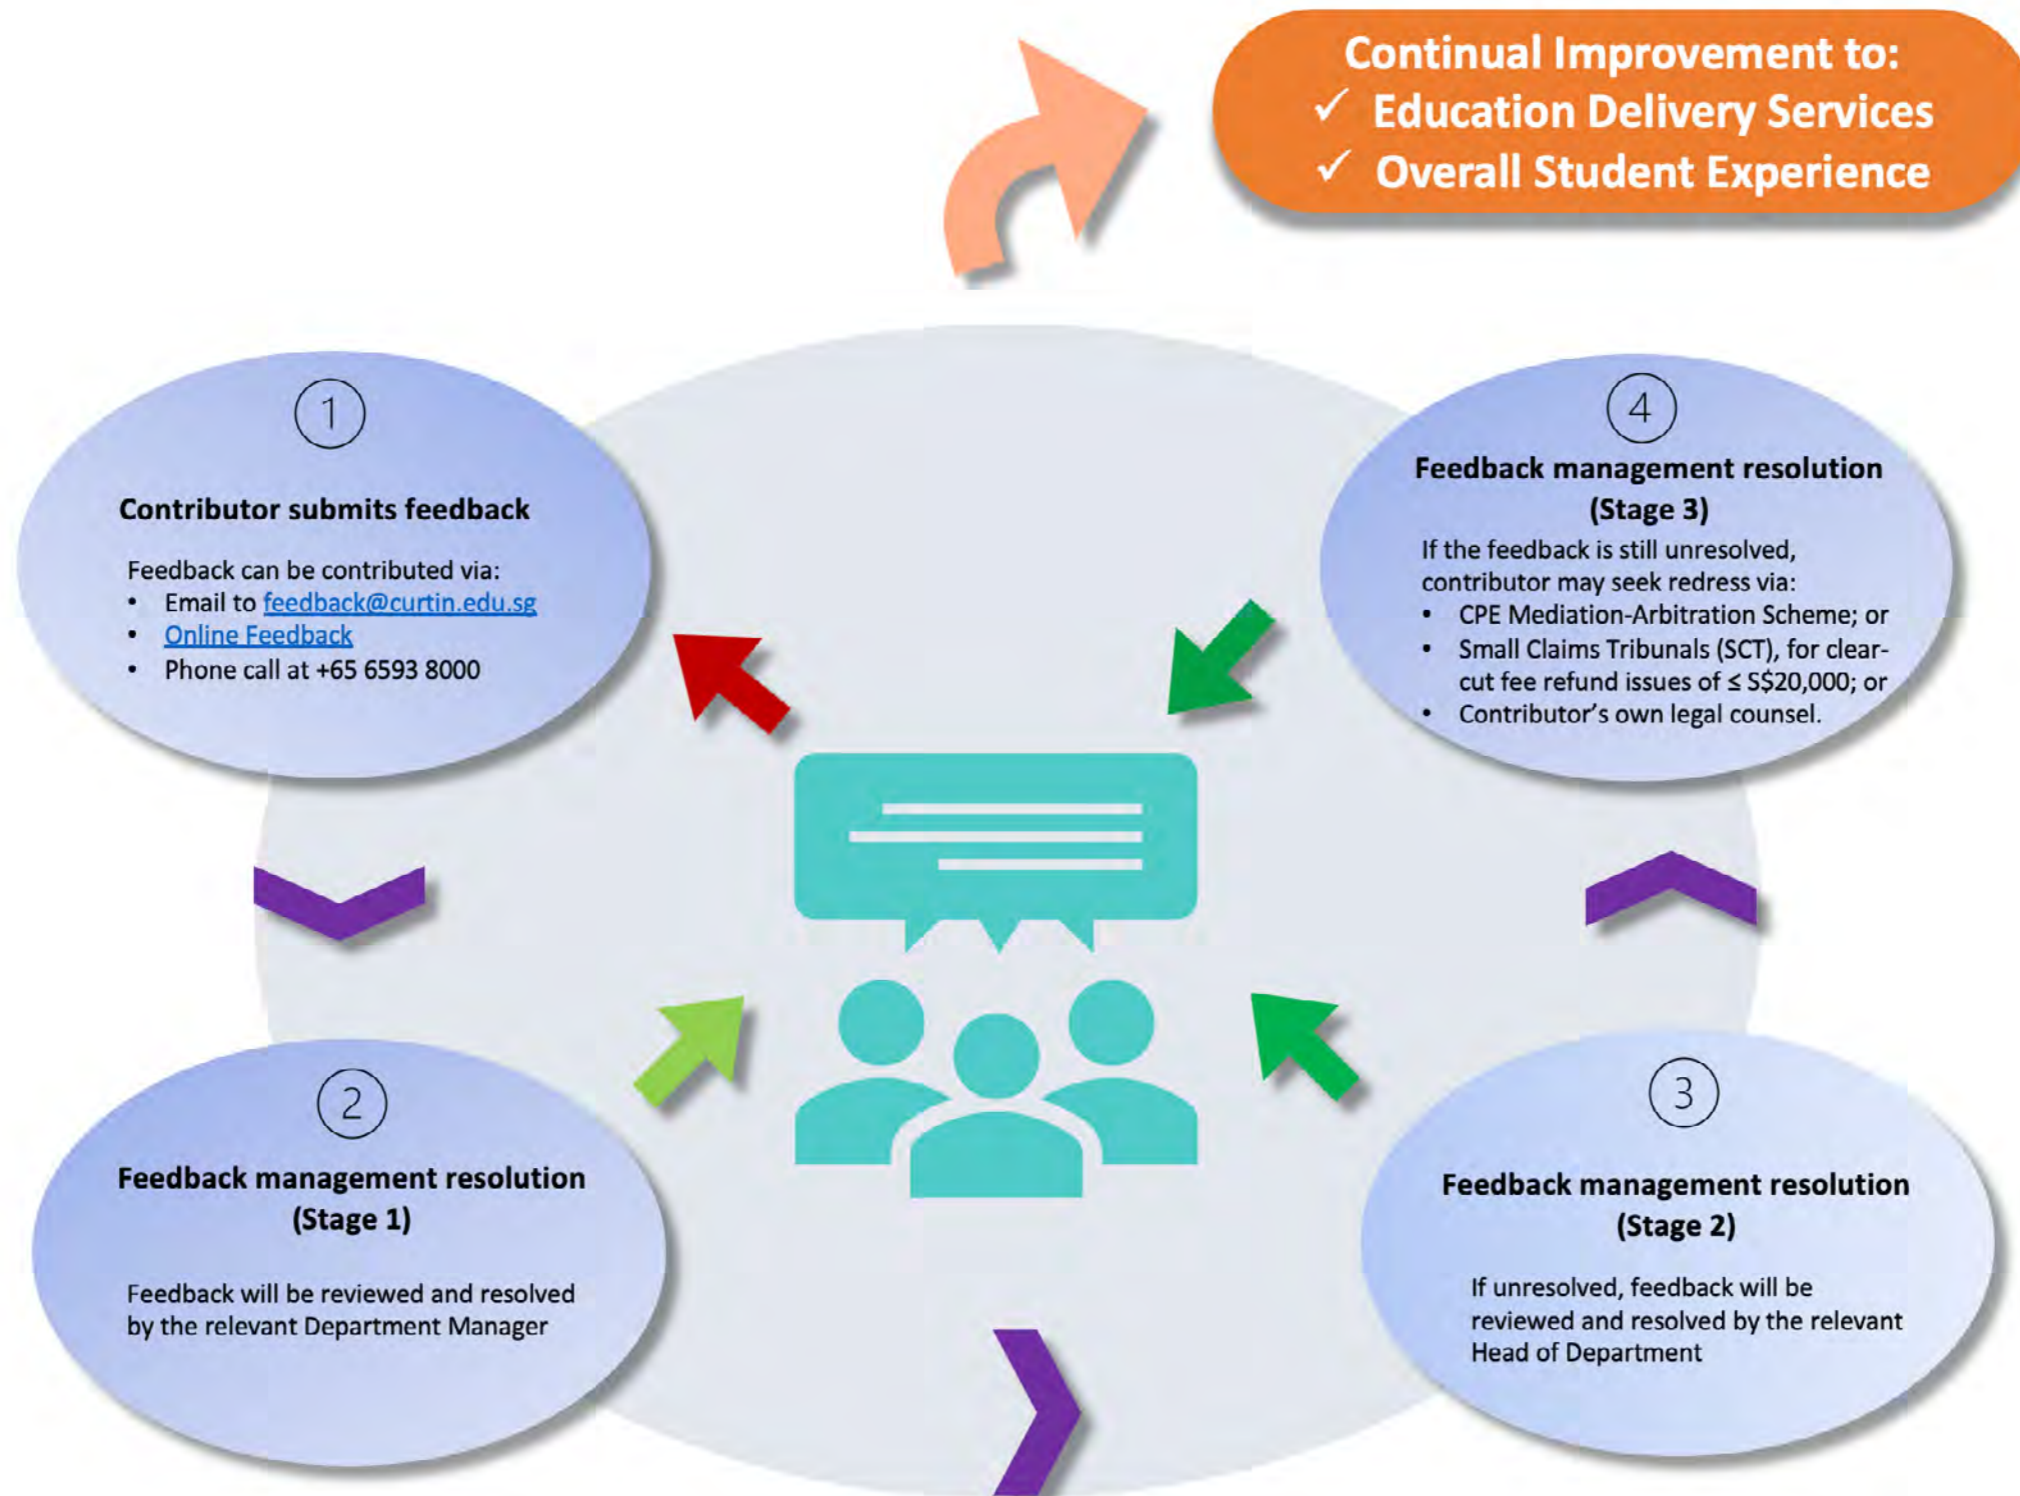 Continual Improvement to:
✓ Education Delivery Services
✓ Overall Student Experience
1
Contributor submits feedback
Feedback can be contributed via:
• Email to feedback@curtin.edu.sg
• Online Feedback
• Phone call at +65 6593 8000
2
Feedback management resolution
(Stage 1)
Feedback will be reviewed and resolved
by the relevant Department Manager
3
Feedback management resolution
(Stage 2)
If unresolved, feedback will be
reviewed and resolved by the relevant
Head of Department
4
Feedback management resolution
(Stage 3)
If the feedback is still unresolved,
contributor may seek redress via:
• CPE Mediation-Arbitration Scheme; or
• Small Claims Tribunals (SCT), for clear-
cut fee refund issues of ≤ S$20,000; or
• Contributor’s own legal counsel.